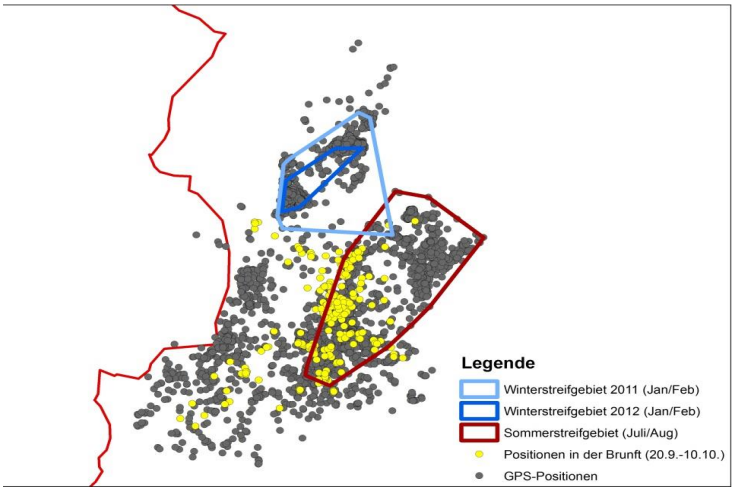 Legende
Winterstreifgebiet 2011 (Jan/Feb)
Winterstreifgebiet 2012 (Jan/Feb)
Sommerstreifgebiet (Juli/Aug)
Positionen in der Brunft (20.9.-10.10.)
GPS-Positionen